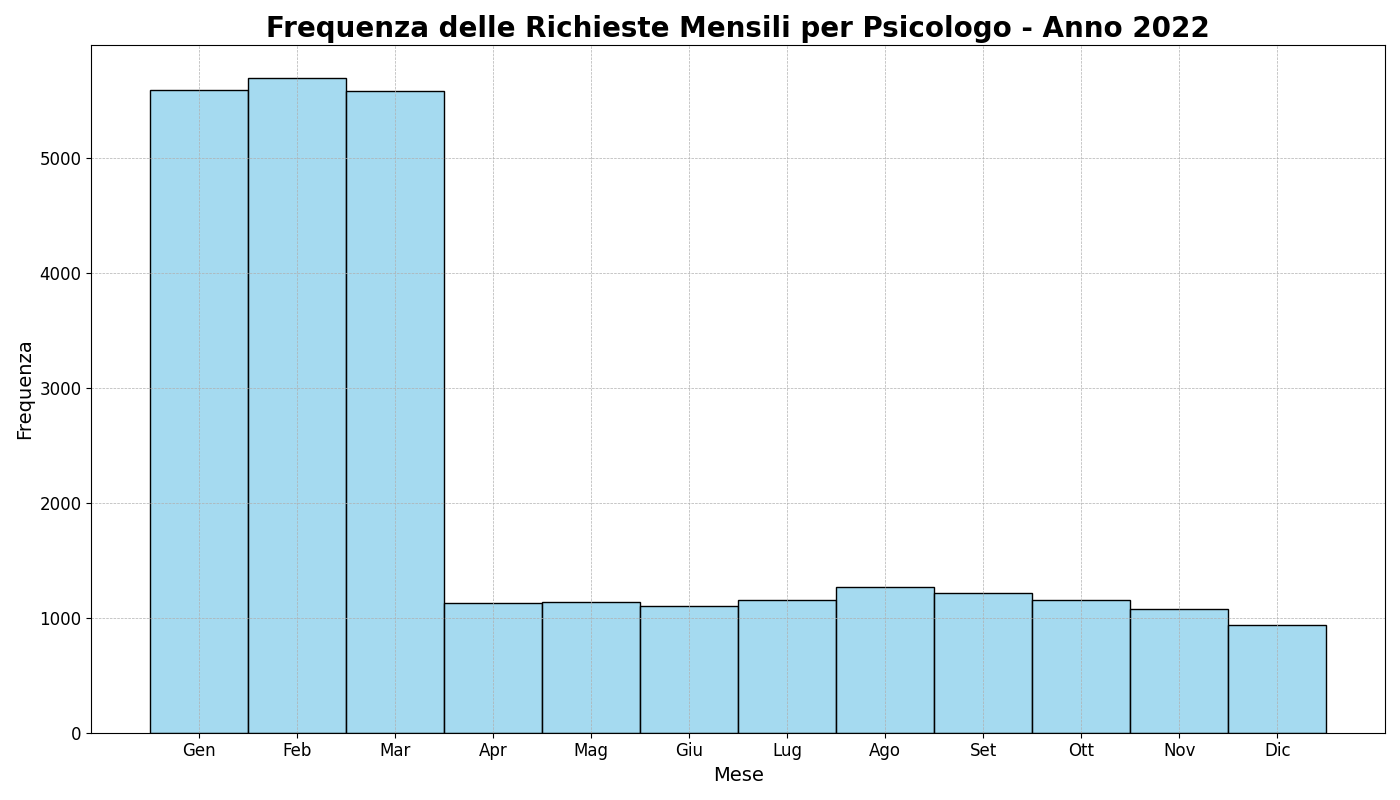 Frequenza delle Richieste Mensili per Psicologo - Anno 2022
Frequenza
5000
4000
3000
2000
1000
0
Gen Feb Mar Apr Mag Giu Lug Ago Set Ott Nov Dic
Mese